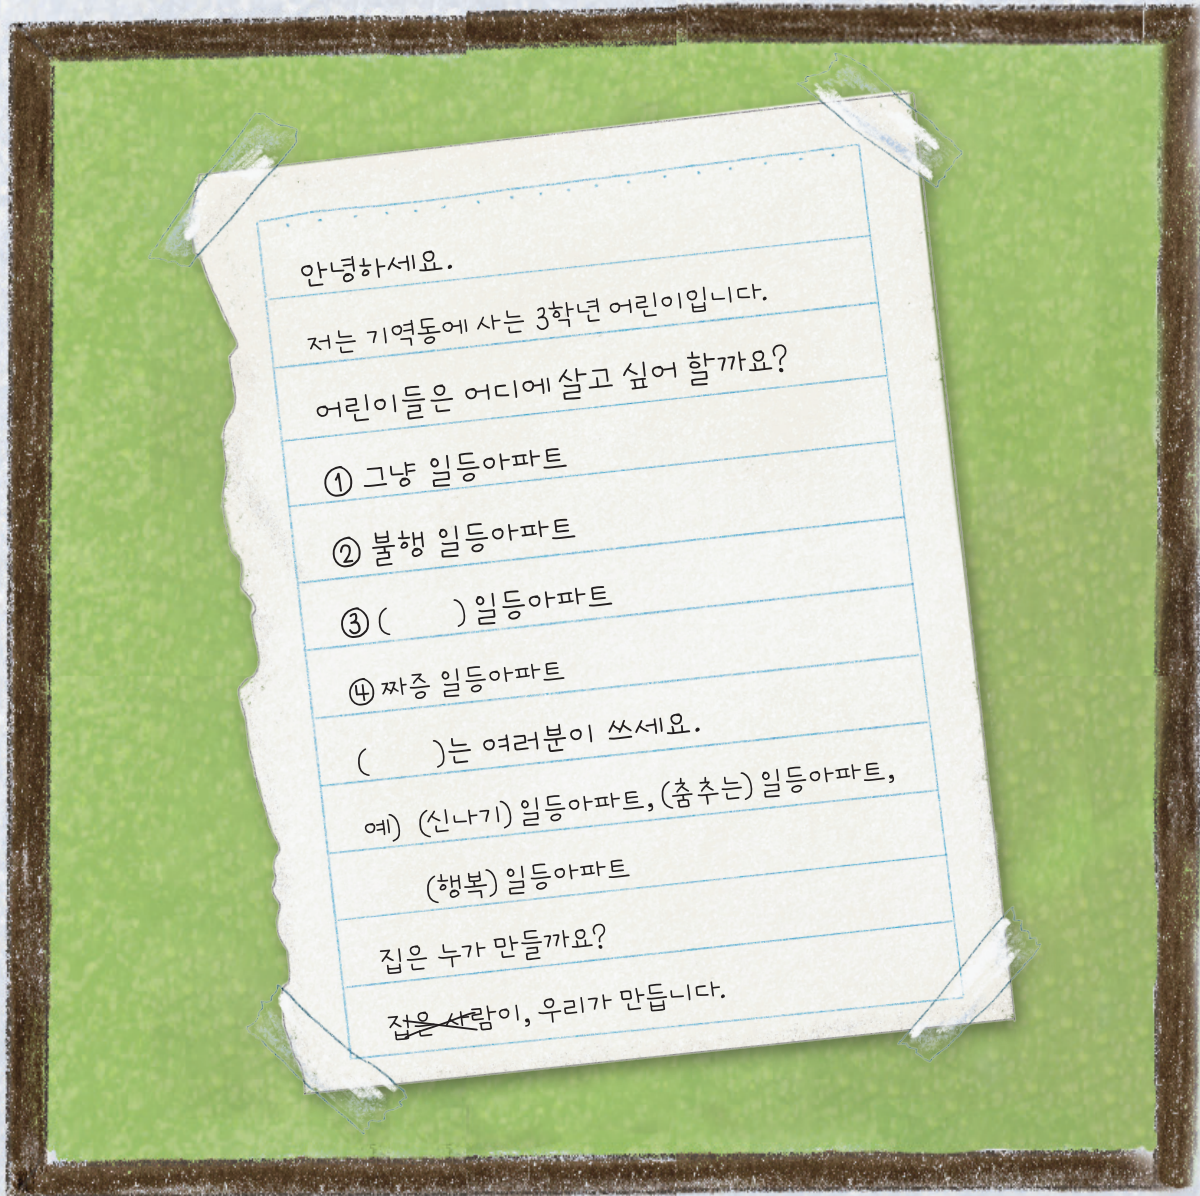 안녕하세요.
저는 기역동에 사는 3학년 어린이입니다.
어린이들은 어디에 살고 싶어 할까요?
① 그냥 일등아파트
② 불행 일등아파트
③ (      ) 일등아파트
④ 짜증 일등아파트
(      )는 여러분이 쓰세요.
예) (신나기) 일등아파트, (춤추는) 일등아파트,
(행복) 일등아파트
집은 누가 만들까요?
접은 사람이, 우리가 만듭니다.